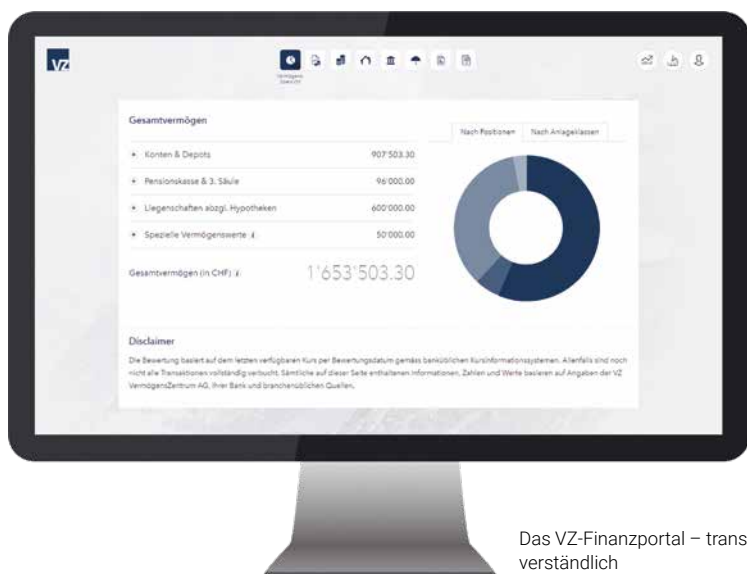 VZ
Vermögens
Übersicht
Gesamtvermögen
Nach Positionen Nach Anlageklassen
+ Konten & Depots 907'503.30
+ Pensionskasse & 3. Säule 96'000.00
+ Liegenschaften abzgl. Hypotheken 600'000.00
+ Spezielle Vermögenswerte i 50'000.00
Gesamtvermögen (in CHF) i 1'653'503.30
Disclaimer
Die Bewertung basiert auf dem letzten verfügbaren Kurs per Bewertungsdatum gemäss banküblichen Kursinformationssystemen. Allenfalls sind noch
nicht alle Transaktionen vollständig verbucht. Sämtliche auf dieser Seite enthaltenen Informationen, Zahlen und Werte basieren auf Angaben der VZ
VermögensZentrum AG, Ihrer Bank und branchenüblichen Quellen.
Das VZ-Finanzportal – trans
verständlich